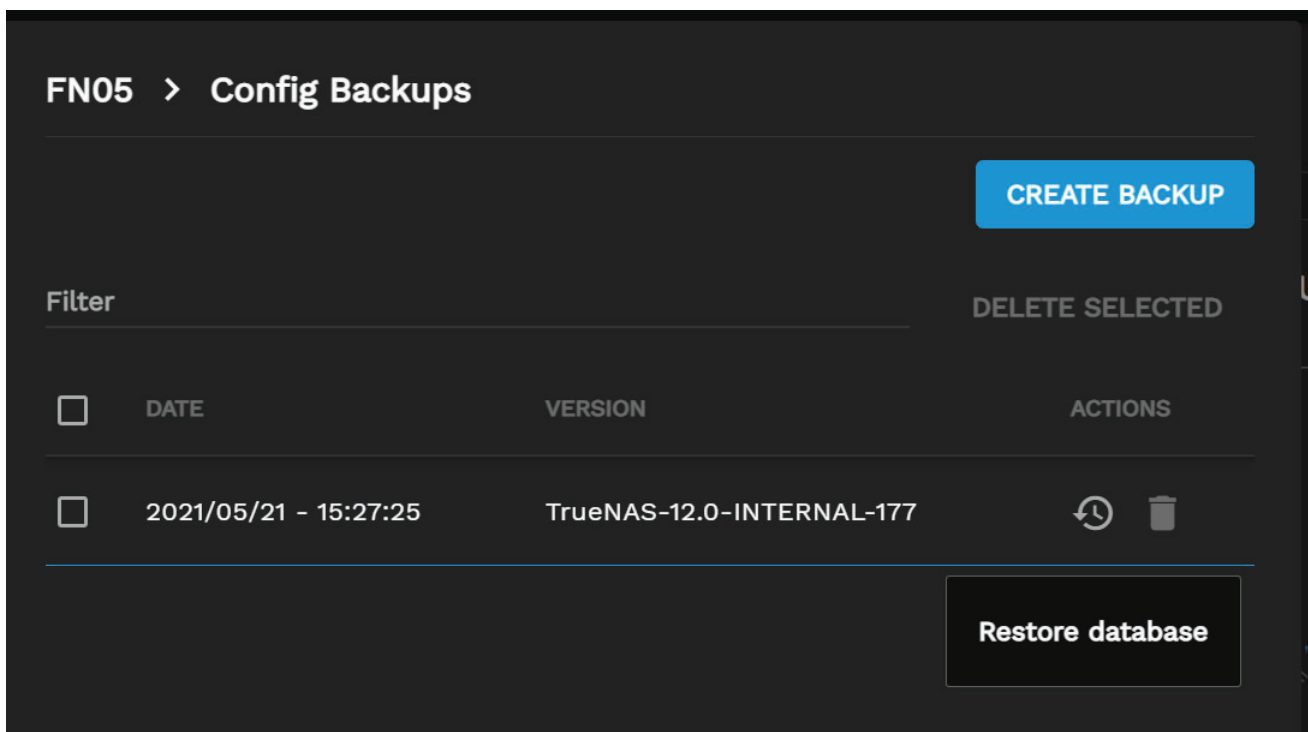 FN05 > Config Backups
CREATE BACKUP
Filter
DELETE SELECTED
DATE VERSION ACTIONS
2021/05/21 - 15:27:25 TrueNAS-12.0-INTERNAL-177
Restore database